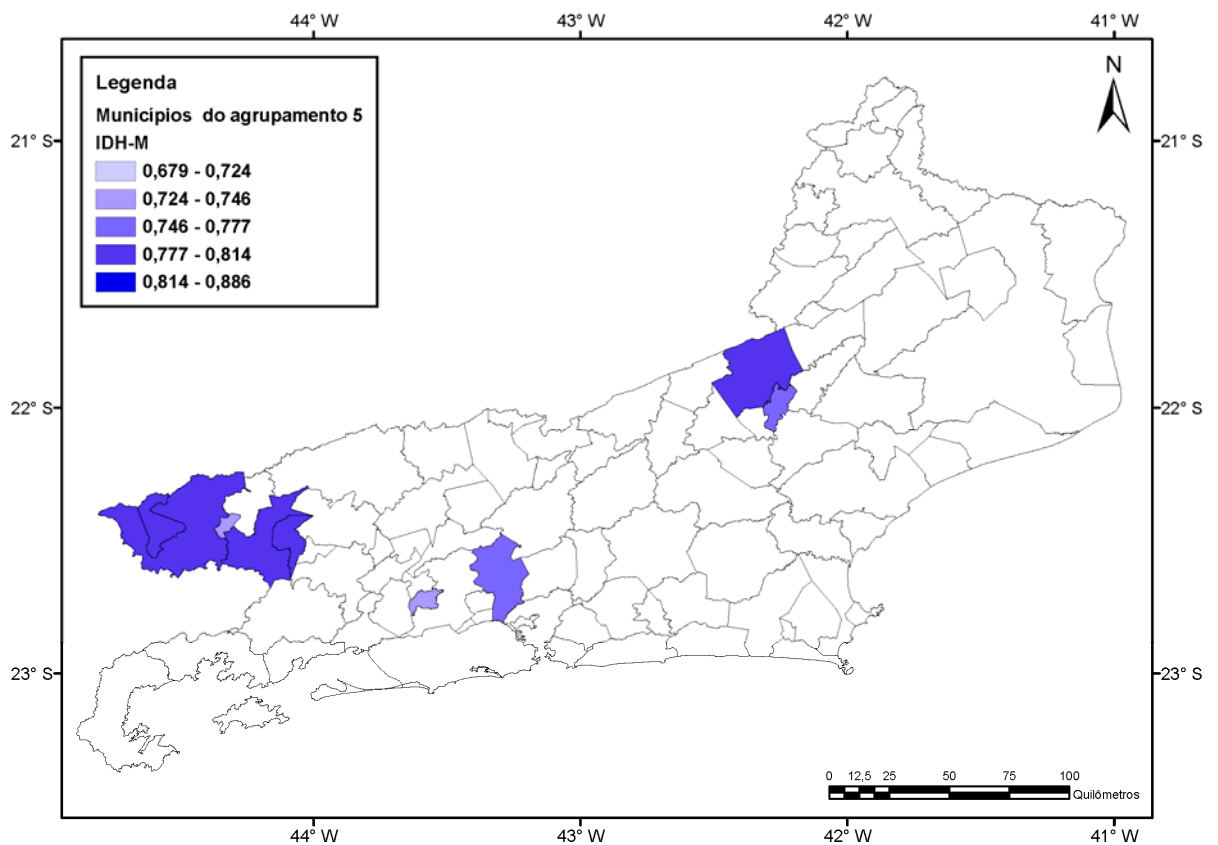 44° W 43° W 42° W 41° W
Legenda
Municípios do agrupamento 5
IDH-M
0,679 - 0,724
0,724 - 0,746
0,746 - 0,777
0,777 - 0,814
0,814 - 0,886
N
21° S 21° S
22° S 22° S
23° S 23° S
0 12,5 25 50 75 100
Quilômetros
44° W 43° W 42° W 41° W